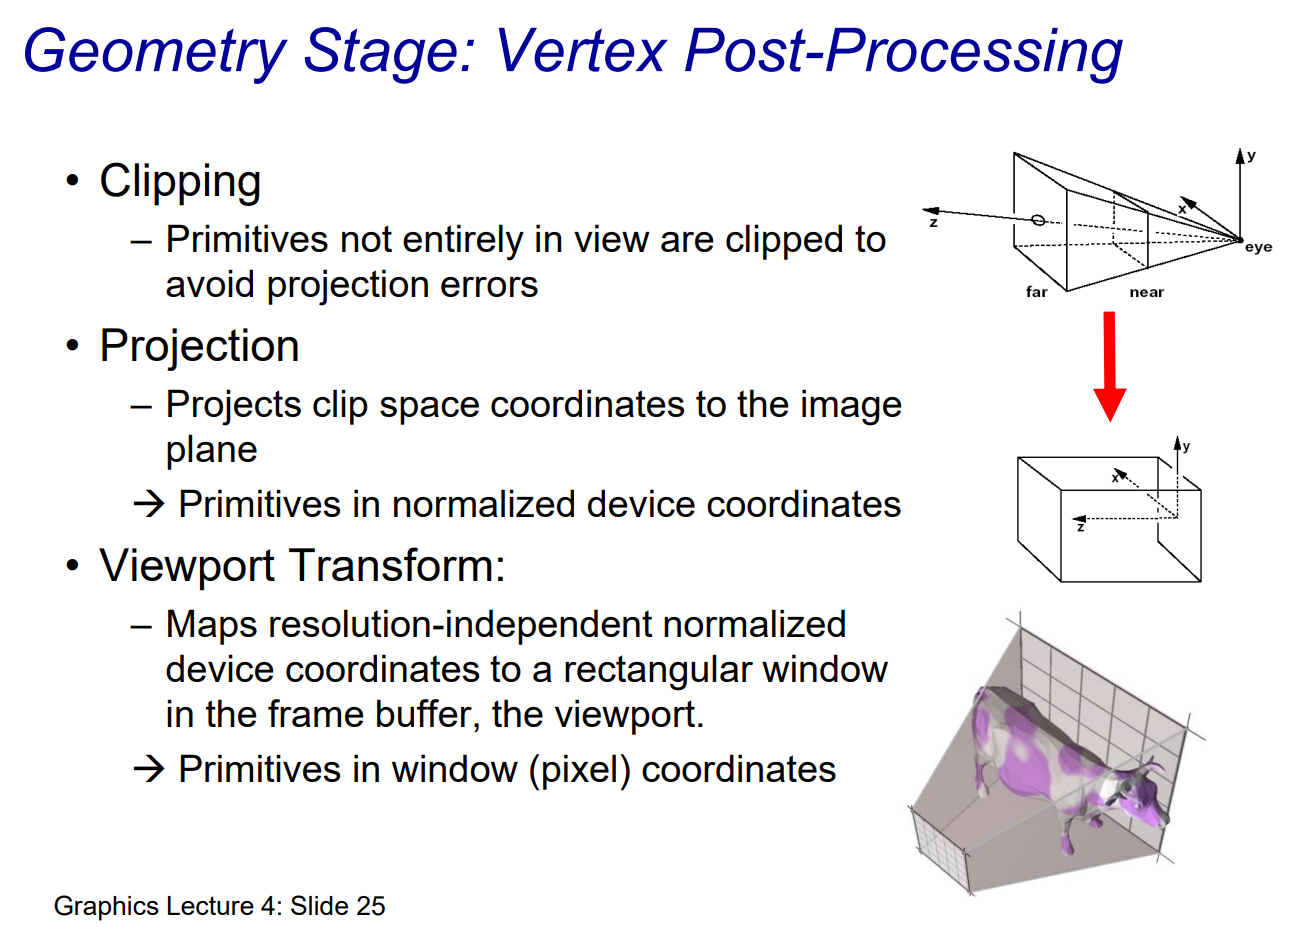 Geometry Stage: Vertex Post-Processing
• Clipping
– Primitives not entirely in view are clipped to
avoid projection errors
• Projection
– Projects clip space coordinates to the image
plane
→ Primitives in normalized device coordinates
• Viewport Transform:
– Maps resolution-independent normalized
device coordinates to a rectangular window
in the frame buffer, the viewport.
→ Primitives in window (pixel) coordinates
y
x
z
eye
far near
y
x
z
Graphics Lecture 4: Slide 25